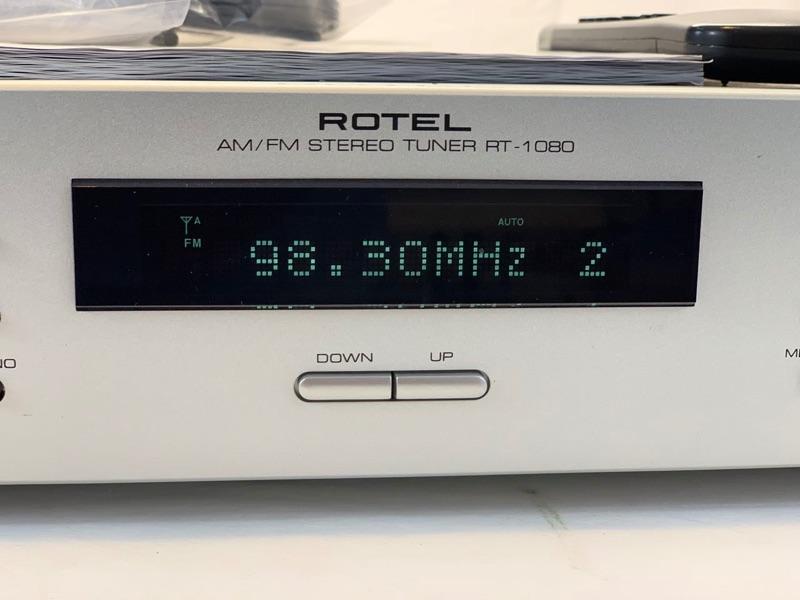 ROTEL
AM/FM STEREO TUNER RT-1080
A
AUTO
FM
98.30MHz 2
DOWN UP